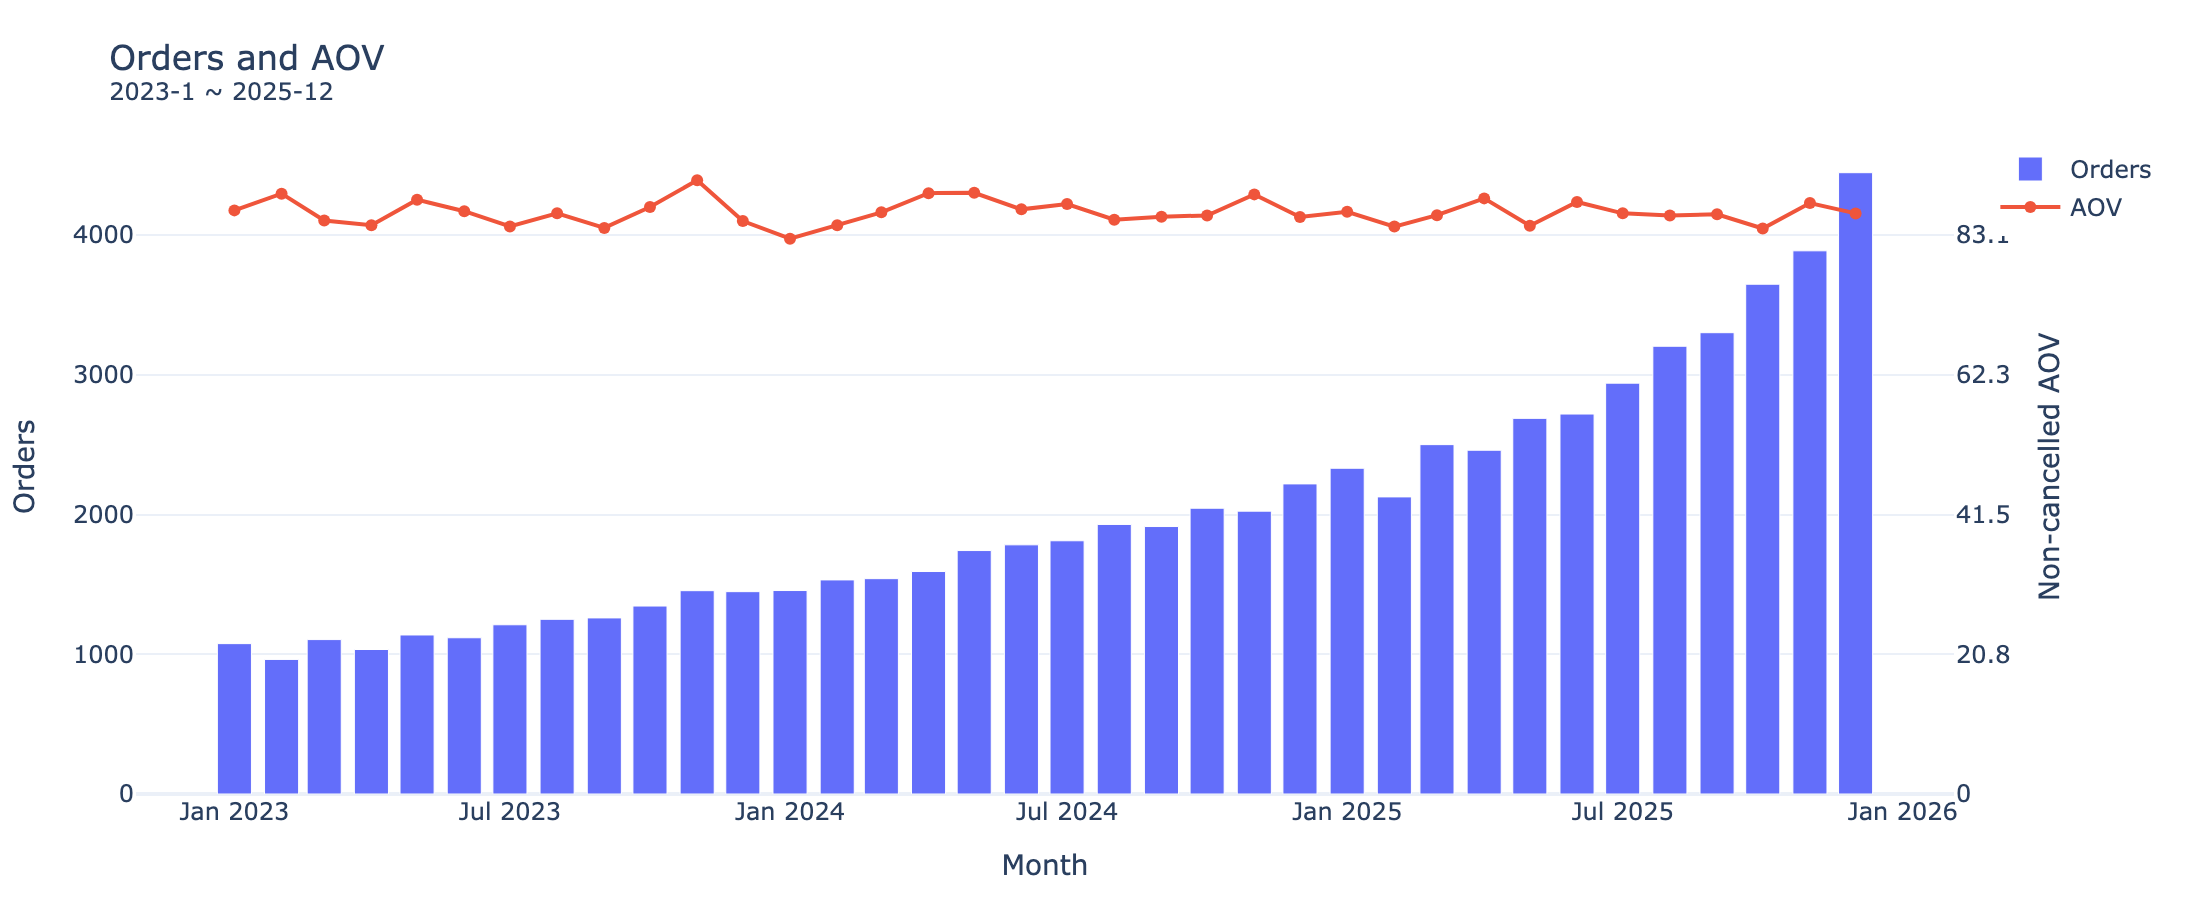 Orders and AOV
2023-1 ~ 2025-12
Orders
AOV
4000
3000
2000
1000
0
Orders
83.1
62.3
41.5
20.8
0
Non-cancelled AOV
Jan 2023
Jul 2023
Jan 2024
Jul 2024
Jan 2025
Jul 2025
Jan 2026
Month